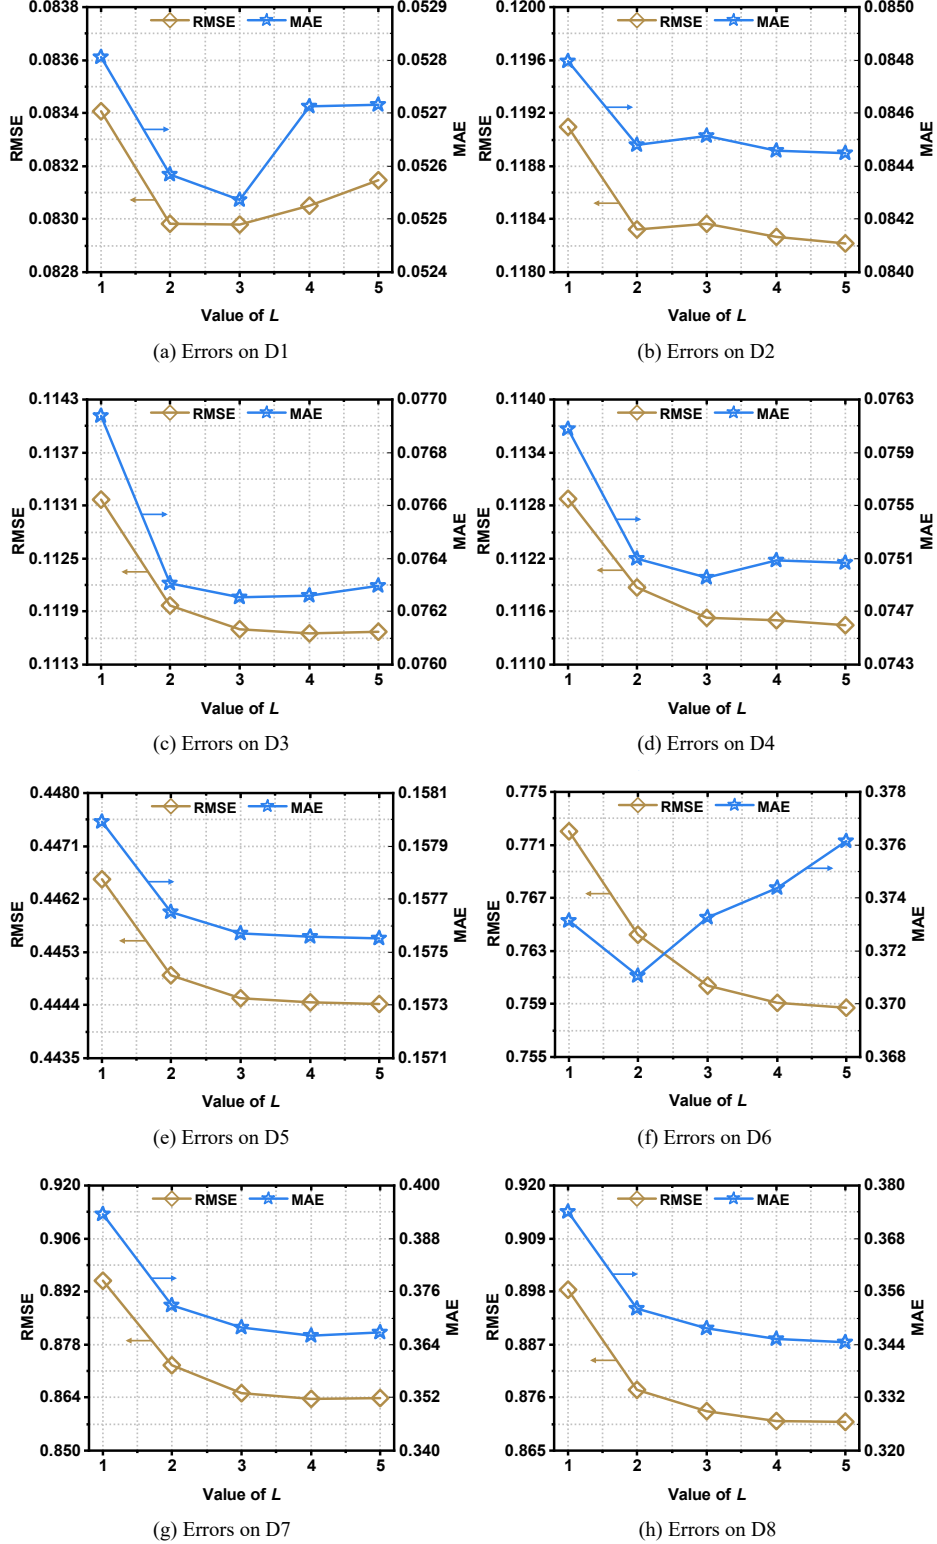 RMSE MAE
0.0838 0.0529
0.0836 0.0528
0.0834 0.0527
0.0832 0.0526
0.0830 0.0525
0.0828 0.0524
RMSE MAE
1 2 3 4 5
Value of L
(a) Errors on D1
RMSE MAE
0.1200 0.0850
0.1196 0.0848
0.1192 0.0846
0.1188 0.0844
0.1184 0.0842
0.1180 0.0840
RMSE MAE
1 2 3 4 5
Value of L
(b) Errors on D2
RMSE MAE
0.1143 0.0770
0.1137 0.0768
0.1131 0.0766
0.1125 0.0764
0.1119 0.0762
0.1113 0.0760
RMSE MAE
1 2 3 4 5
Value of L
(c) Errors on D3
RMSE MAE
0.1140 0.0763
0.1134 0.0759
0.1128 0.0755
0.1122 0.0751
0.1116 0.0747
0.1110 0.0743
RMSE MAE
1 2 3 4 5
Value of L
(d) Errors on D4
RMSE MAE
0.4480 0.1581
0.4471 0.1579
0.4462 0.1577
0.4453 0.1575
0.4444 0.1573
0.4435 0.1571
RMSE MAE
1 2 3 4 5
Value of L
(e) Errors on D5
RMSE MAE
0.775 0.378
0.771 0.376
0.767 0.374
0.763 0.372
0.759 0.370
0.755 0.368
RMSE MAE
1 2 3 4 5
Value of L
(f) Errors on D6
RMSE MAE
0.920 0.400
0.906 0.388
0.892 0.376
0.878 0.364
0.864 0.352
0.850 0.340
RMSE MAE
1 2 3 4 5
Value of L
(g) Errors on D7
RMSE MAE
0.920 0.380
0.909 0.368
0.898 0.356
0.887 0.344
0.876 0.332
0.865 0.320
RMSE MAE
1 2 3 4 5
Value of L
(h) Errors on D8